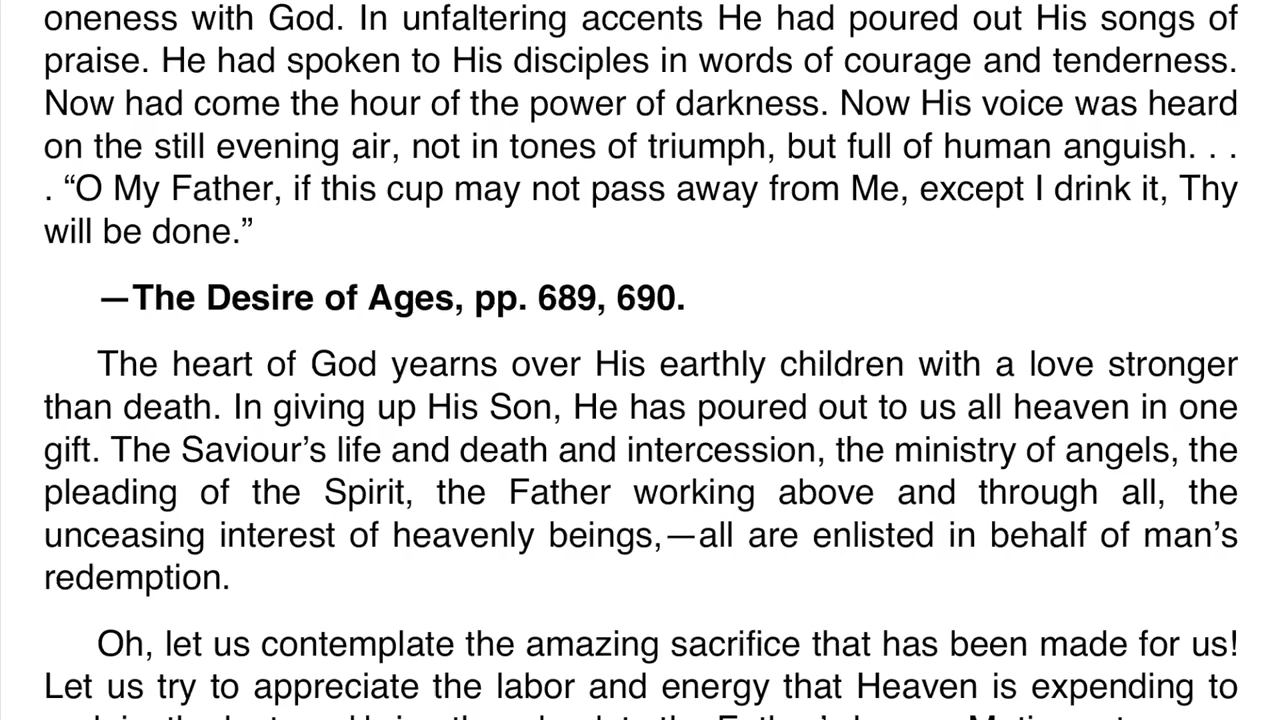 oneness with God. In unfaltering accents He had poured out His songs of
praise. He had spoken to His disciples in words of courage and tenderness.
Now had come the hour of the power of darkness. Now His voice was heard
on the still evening air, not in tones of triumph, but full of human anguish. . .
. “O My Father, if this cup may not pass away from Me, except I drink it, Thy
will be done.”
—The Desire of Ages, pp. 689, 690.
The heart of God yearns over His earthly children with a love stronger
than death. In giving up His Son, He has poured out to us all heaven in one
gift. The Saviour’s life and death and intercession, the ministry of angels, the
pleading of the Spirit, the Father working above and through all, the
unceasing interest of heavenly beings,—all are enlisted in behalf of man’s
redemption.
Oh, let us contemplate the amazing sacrifice that has been made for us!
Let us try to appreciate the labor and energy that Heaven is expending to